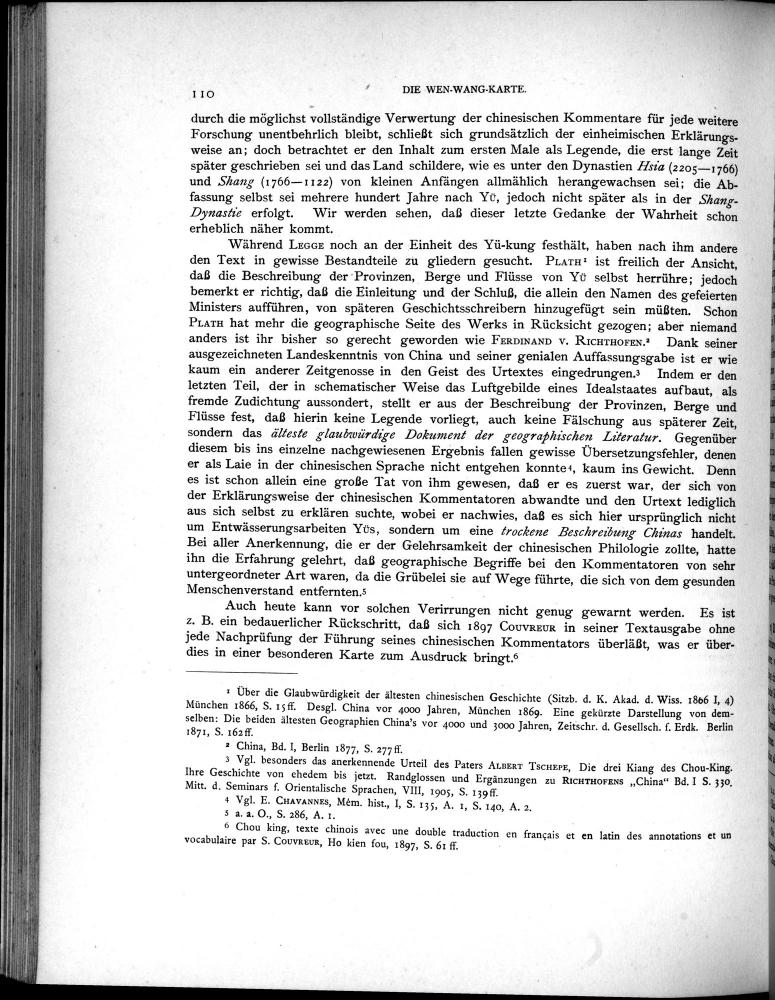 110
DIE WEN-WANG-KARTE.
durch die möglichst vollständige Verwertung der chinesischen Kommentare für jede weitere
Forschung unentbehrlich bleibt, schließt sich grundsätzlich der einheimischen Erklärungs-
weise an; doch betrachtet er den Inhalt zum ersten Male als Legende, die erst lange Zeit
später geschrieben sei und das Land schildere, wie es unter den Dynastien Hsia (2205—1766)
und Shang (1766—1122) von kleinen Anfängen allmählich herangewachsen sei; die Ab-
fassung selbst sei mehrere hundert Jahre nach Yü, jedoch nicht später als in der Shang-
Dynastie erfolgt. Wir werden sehen, daß dieser letzte Gedanke der Wahrheit schon
erheblich näher kommt.
Während LEGGE noch an der Einheit des Yü-kung festhält, haben nach ihm andere
den Text in gewisse Bestandteile zu gliedern gesucht. PLATH¹ ist freilich der Ansicht,
daß die Beschreibung der Provinzen, Berge und Flüsse von Yü selbst herrühre; jedoch
bemerkt er richtig, daß die Einleitung und der Schluß, die allein den Namen des gefeierten
Ministers aufführen, von späteren Geschichtsschreibern hinzugefügt sein müßten. Schon
PLATH hat mehr die geographische Seite des Werks in Rücksicht gezogen; aber niemand
anders ist ihr bisher so gerecht geworden wie FERDINAND v. RICHTHOFEN.² Dank seiner
ausgezeichneten Landeskenntnis von China und seiner genialen Auffassungsgabe ist er wie
kaum ein anderer Zeitgenosse in den Geist des Urtextes eingedrungen.³ Indem er den
letzten Teil, der in schematischer Weise das Luftgebilde eines Idealstaates aufbaut, als
fremde Zudichtung aussondert, stellt er aus der Beschreibung der Provinzen, Berge und
Flüsse fest, daß hierin keine Legende vorliegt, auch keine Fälschung aus späterer Zeit,
sondern das älteste glaubwürdige Dokument der geographischen Literatur. Gegenüber
diesem bis ins einzelne nachgewiesenen Ergebnis fallen gewisse Übersetzungsfehler, denen
er als Laie in der chinesischen Sprache nicht entgehen konnte⁴, kaum ins Gewicht. Denn
es ist schon allein eine große Tat von ihm gewesen, daß er es zuerst war, der sich von
der Erklärungsweise der chinesischen Kommentatoren abwandte und den Urtext lediglich
aus sich selbst zu erklären suchte, wobei er nachwies, daß es sich hier ursprünglich nicht
um Entwässerungsarbeiten Yüs, sondern um eine trockene Beschreibung Chinas handelt.
Bei aller Anerkennung, die er der Gelehrsamkeit der chinesischen Philologie zollte, hatte
ihn die Erfahrung gelehrt, daß geographische Begriffe bei den Kommentatoren von sehr
untergeordneter Art waren, da die Grübelei sie auf Wege führte, die sich von dem gesunden
Menschenverstand entfernten.⁵
Auch heute kann vor solchen Verirrungen nicht genug gewarnt werden. Es ist
z. B. ein bedauerlicher Rückschritt, daß sich 1897 COUVREUR in seiner Textausgabe ohne
jede Nachprüfung der Führung seines chinesischen Kommentators überläßt, was er über-
dies in einer besonderen Karte zum Ausdruck bringt.⁶
¹ Über die Glaubwürdigkeit der ältesten chinesischen Geschichte (Sitzb. d. K. Akad. d. Wiss. 1866 I, 4)
München 1866, S. 15 ff. Desgl. China vor 4000 Jahren, München 1869. Eine gekürzte Darstellung von dem-
selben: Die beiden ältesten Geographien China's vor 4000 und 3000 Jahren, Zeitschr. d. Gesellsch. f. Erdk. Berlin
1871, S. 162 ff.
² China, Bd. I, Berlin 1877, S. 277 ff.
³ Vgl. besonders das anerkennende Urteil des Paters ALBERT TSCHEPE, Die drei Kiang des Chou-King.
Ihre Geschichte von ehedem bis jetzt. Randglossen und Ergänzungen zu RICHTHOFENS „China“ Bd. I S. 330.
Mitt. d. Seminars f. Orientalische Sprachen, VIII, 1905, S. 139 ff.
⁴ Vgl. E. CHAVANNES, Mém. hist., I, S. 135, A. 1, S. 140, A. 2.
⁵ a. a. O., S. 286, A. 1.
⁶ Chou king, texte chinois avec une double traduction en français et en latin des annotations et un
vocabulaire par S. COUVREUR, Ho kien fou, 1897, S. 61 ff.